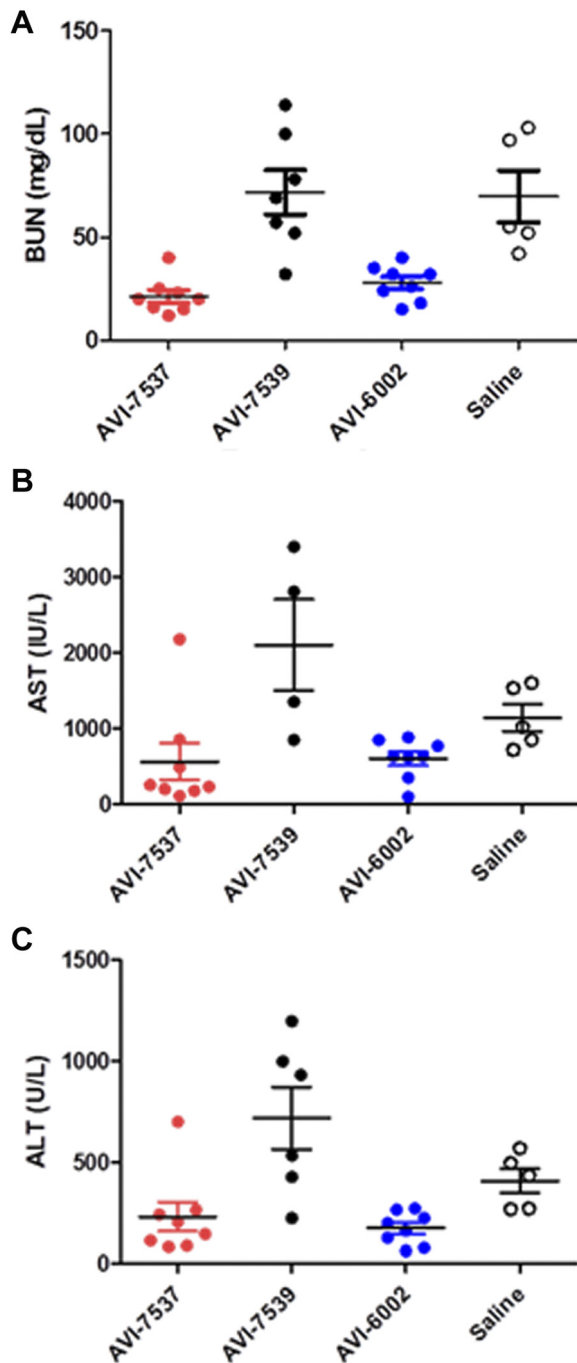 A
BUN (mg/dL)
150
100
50
0
AVI-7537
AVI-7539
AVI-6002
Saline
B
AST (IU/L)
4000
3000
2000
1000
0
AVI-7537
AVI-7539
AVI-6002
Saline
C
ALT (U/L)
1500
1000
500
0
AVI-7537
AVI-7539
AVI-6002
Saline